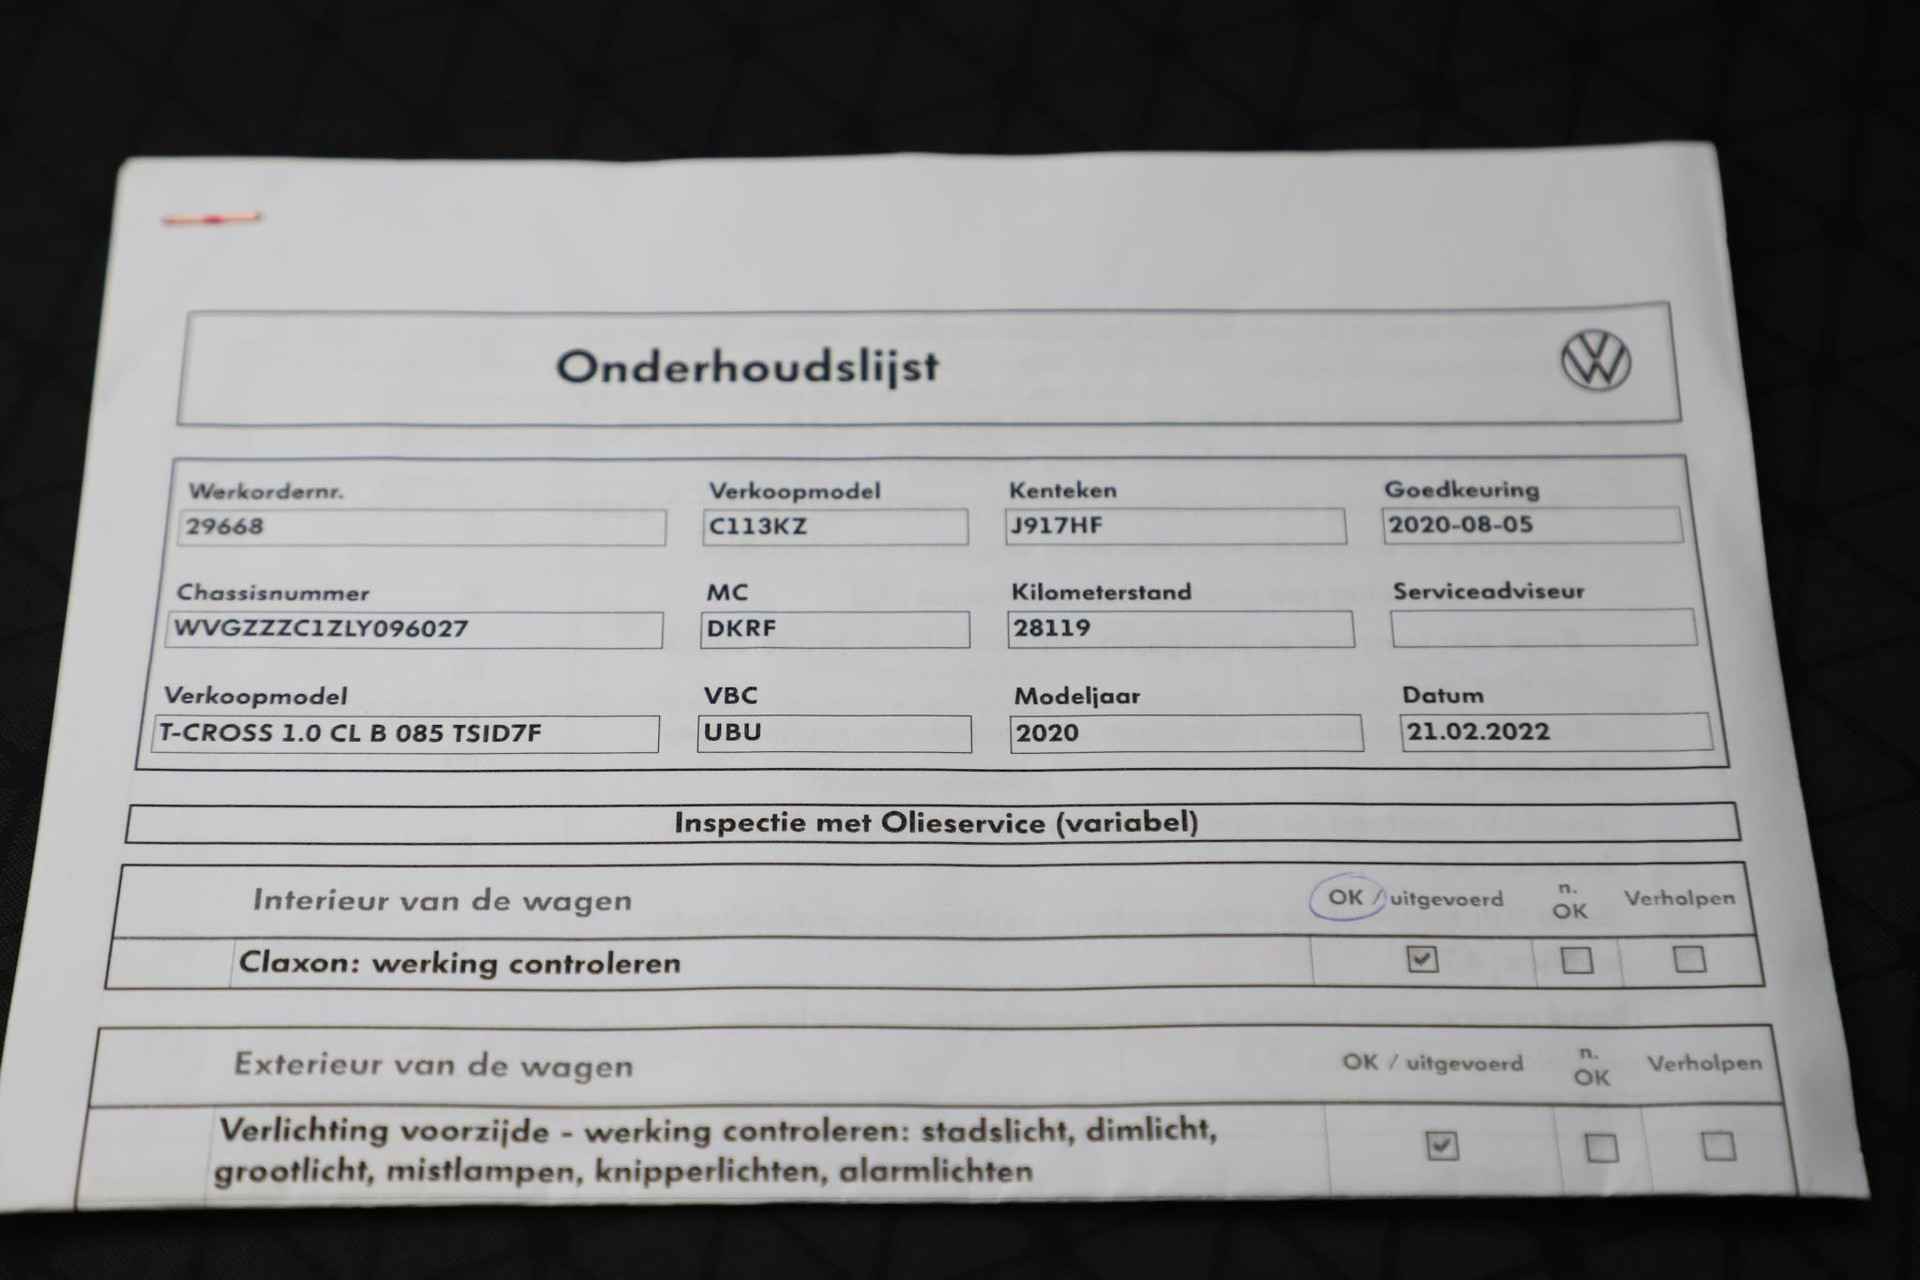 Onderhoudslijst
Werkordernr. Verkoopmodel Kenteken Goedkeuring
29668 C113KZ J917HF 2020-08-05
Chassisnummer MC Kilometerstand Serviceadviseur
WVGZZZC1ZLY096027 DKRF 28119
Verkoopmodel VBC Modeljaar Datum
T-CROSS 1.0 CL B 085 TSID7F UBU 2020 21.02.2022
Inspectie met Olieservice (variabel)
Interieur van de wagen OK / uitgevoerd n. OK Verholpen
Claxon: werking controleren
Exterieur van de wagen OK / uitgevoerd n. OK Verholpen
Verlichting voorzijde - werking controleren: stadslicht, dimlicht,
grootlicht, mistlampen, knipperlichten, alarmlichten